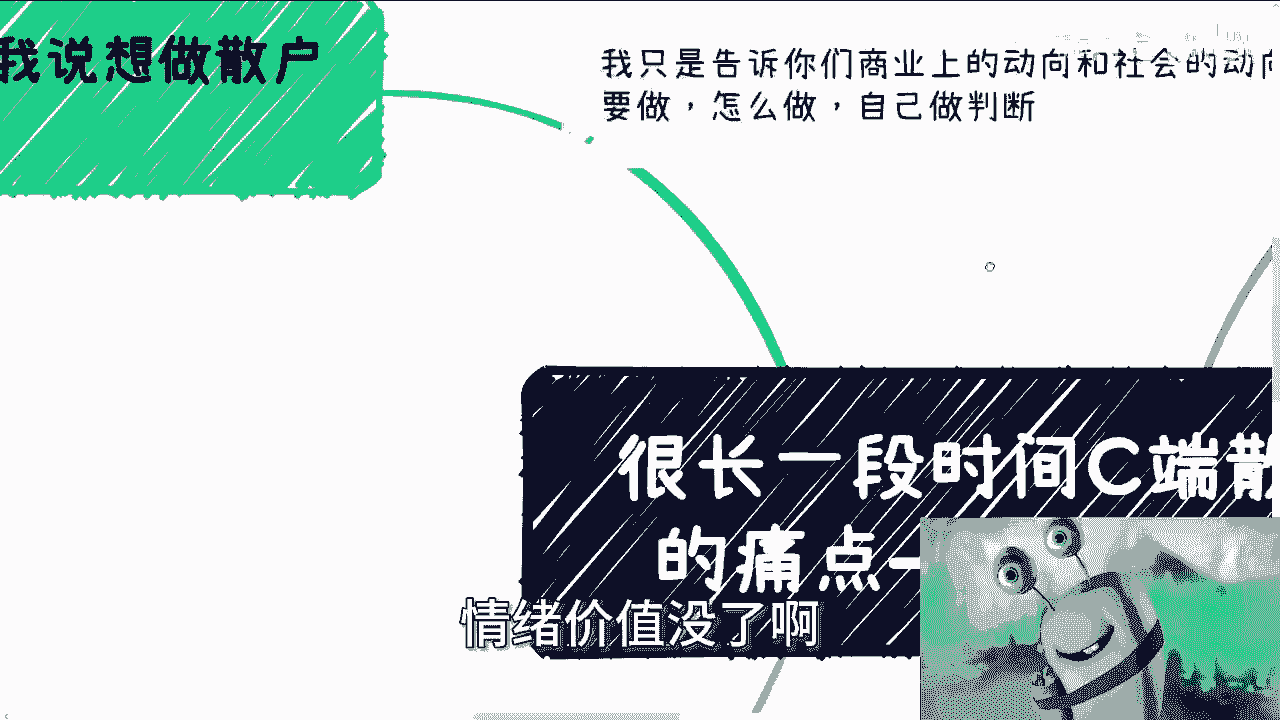 我说想做散户
我只是告诉你们商业上的动向和社会的动向
要做，怎么做，自己做判断
很长一段时间C端散
的痛点
情绪价值没了啊